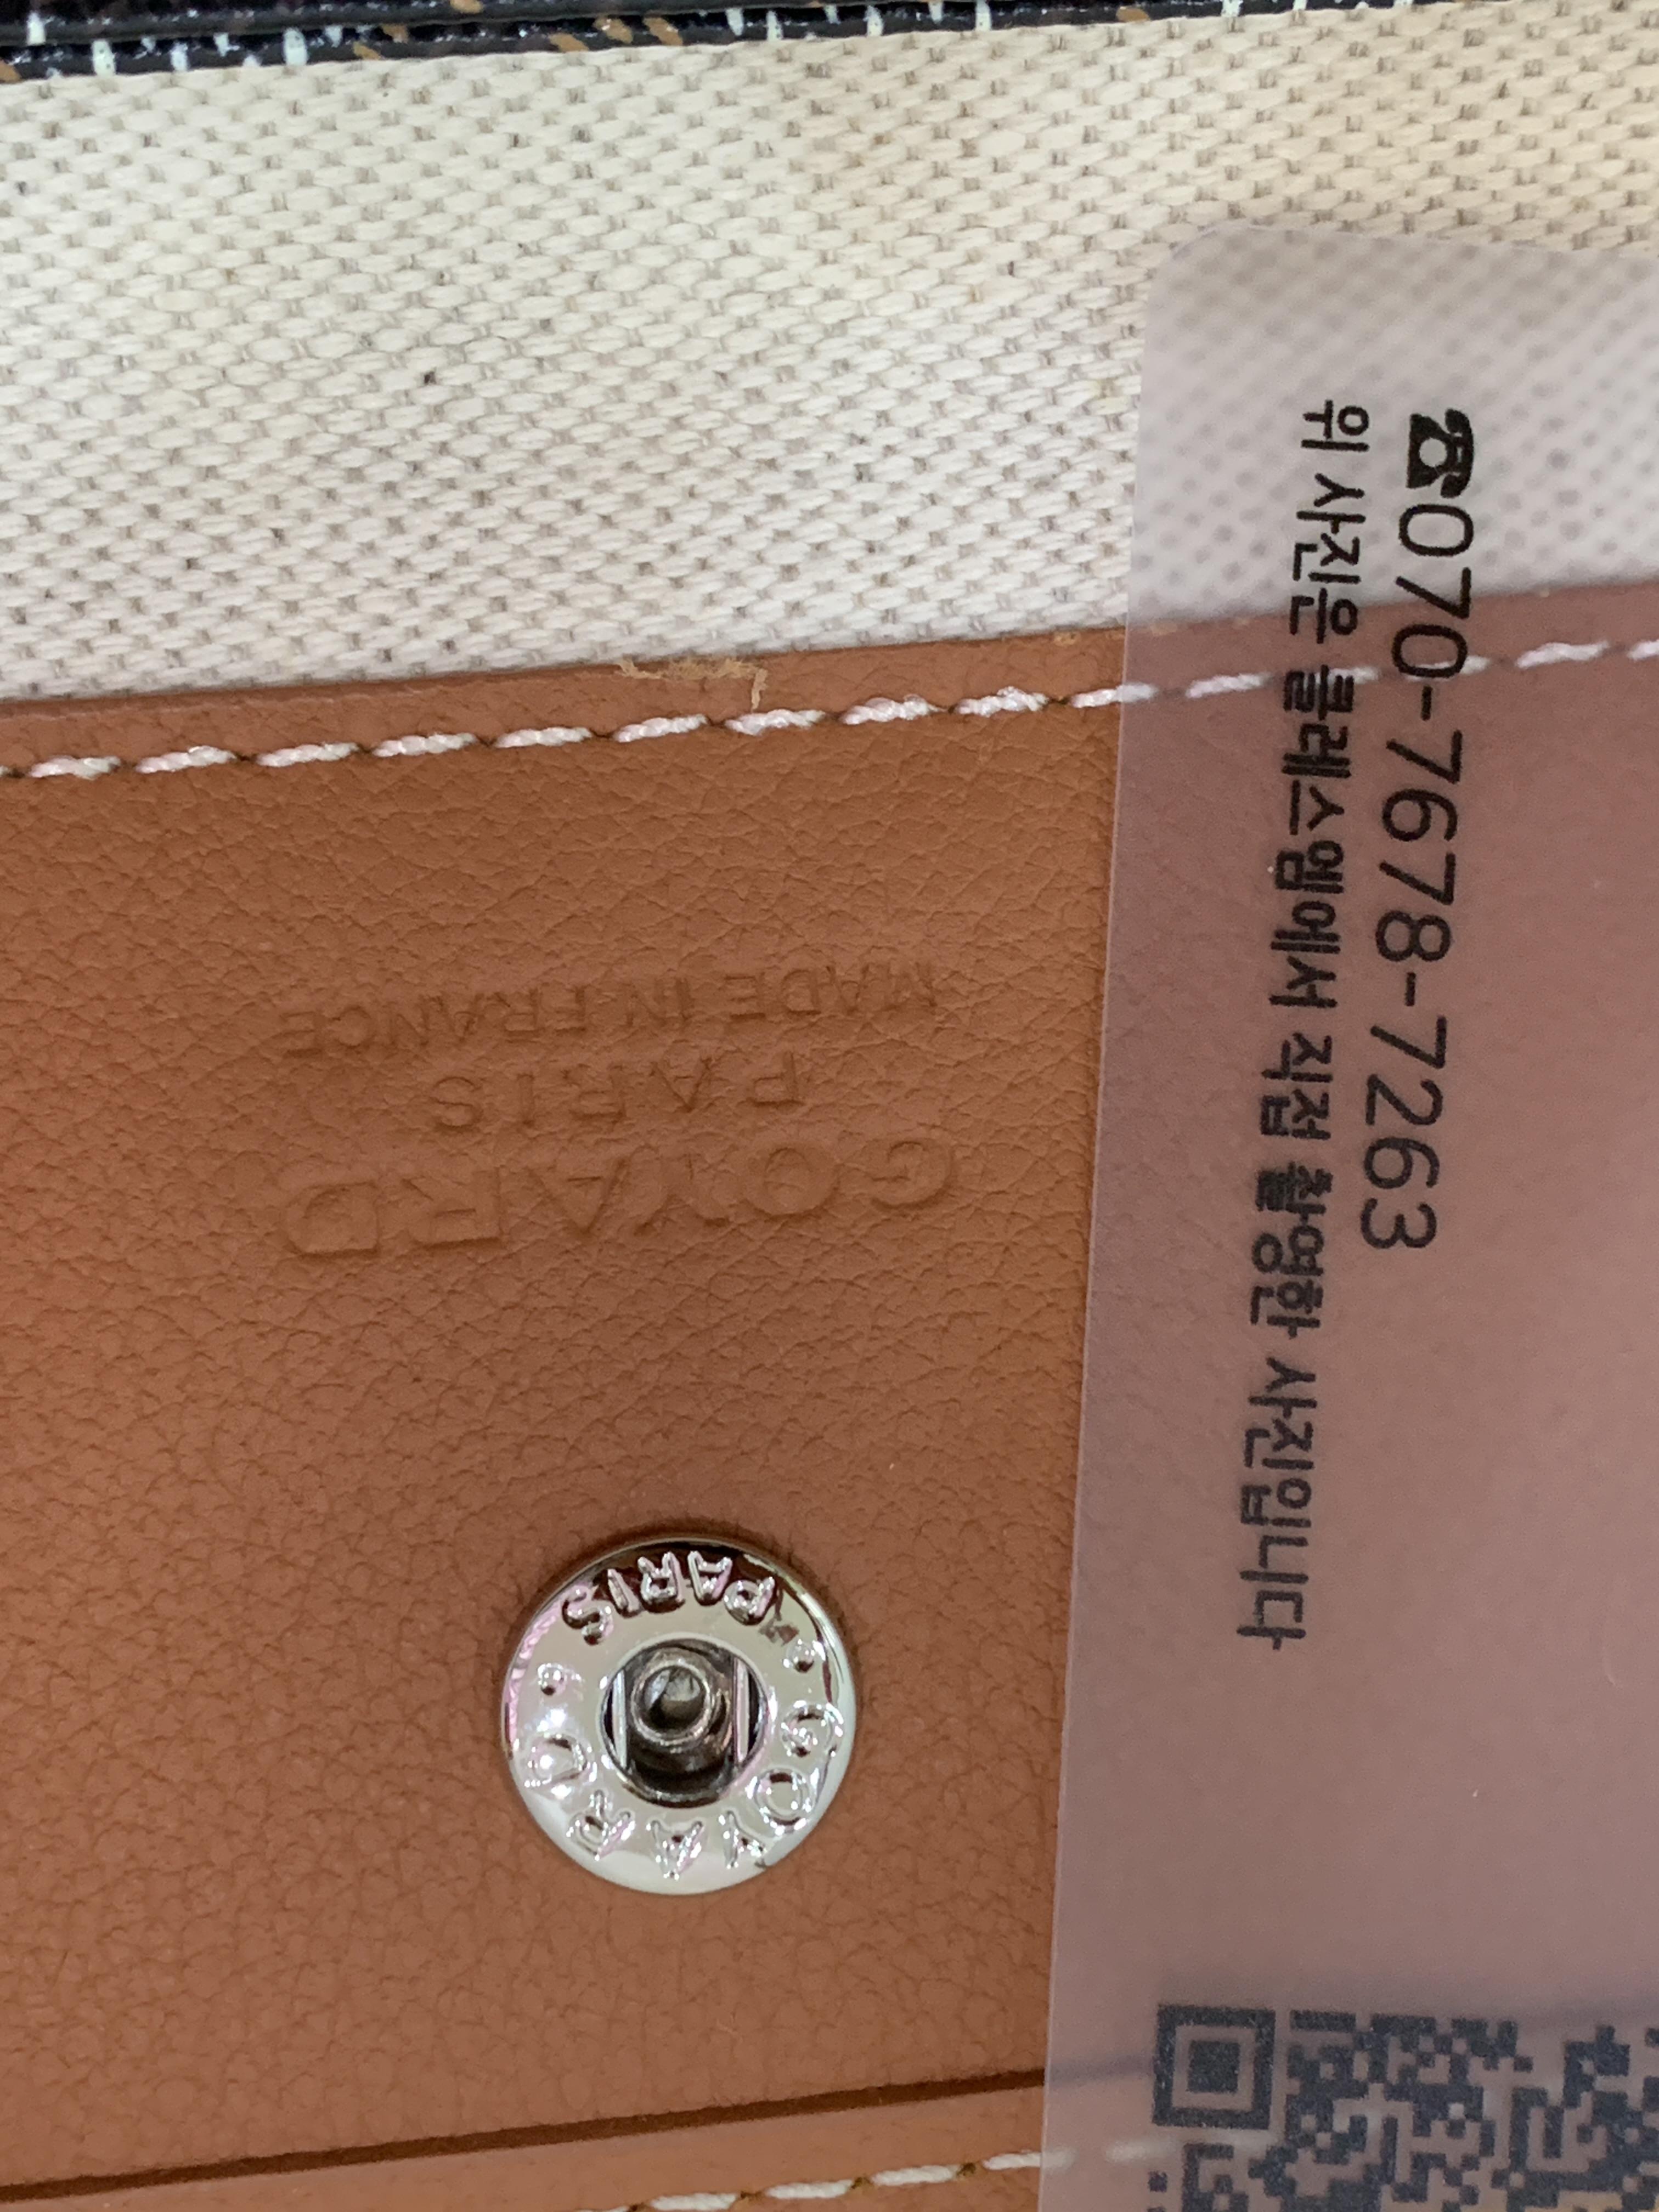 GOYARD
PARIS
MADE IN FRANCE
GOYARD • PARIS •
☎070-7678-7263
위 사진은 클레스엠에서 직접 촬영한 사진입니다